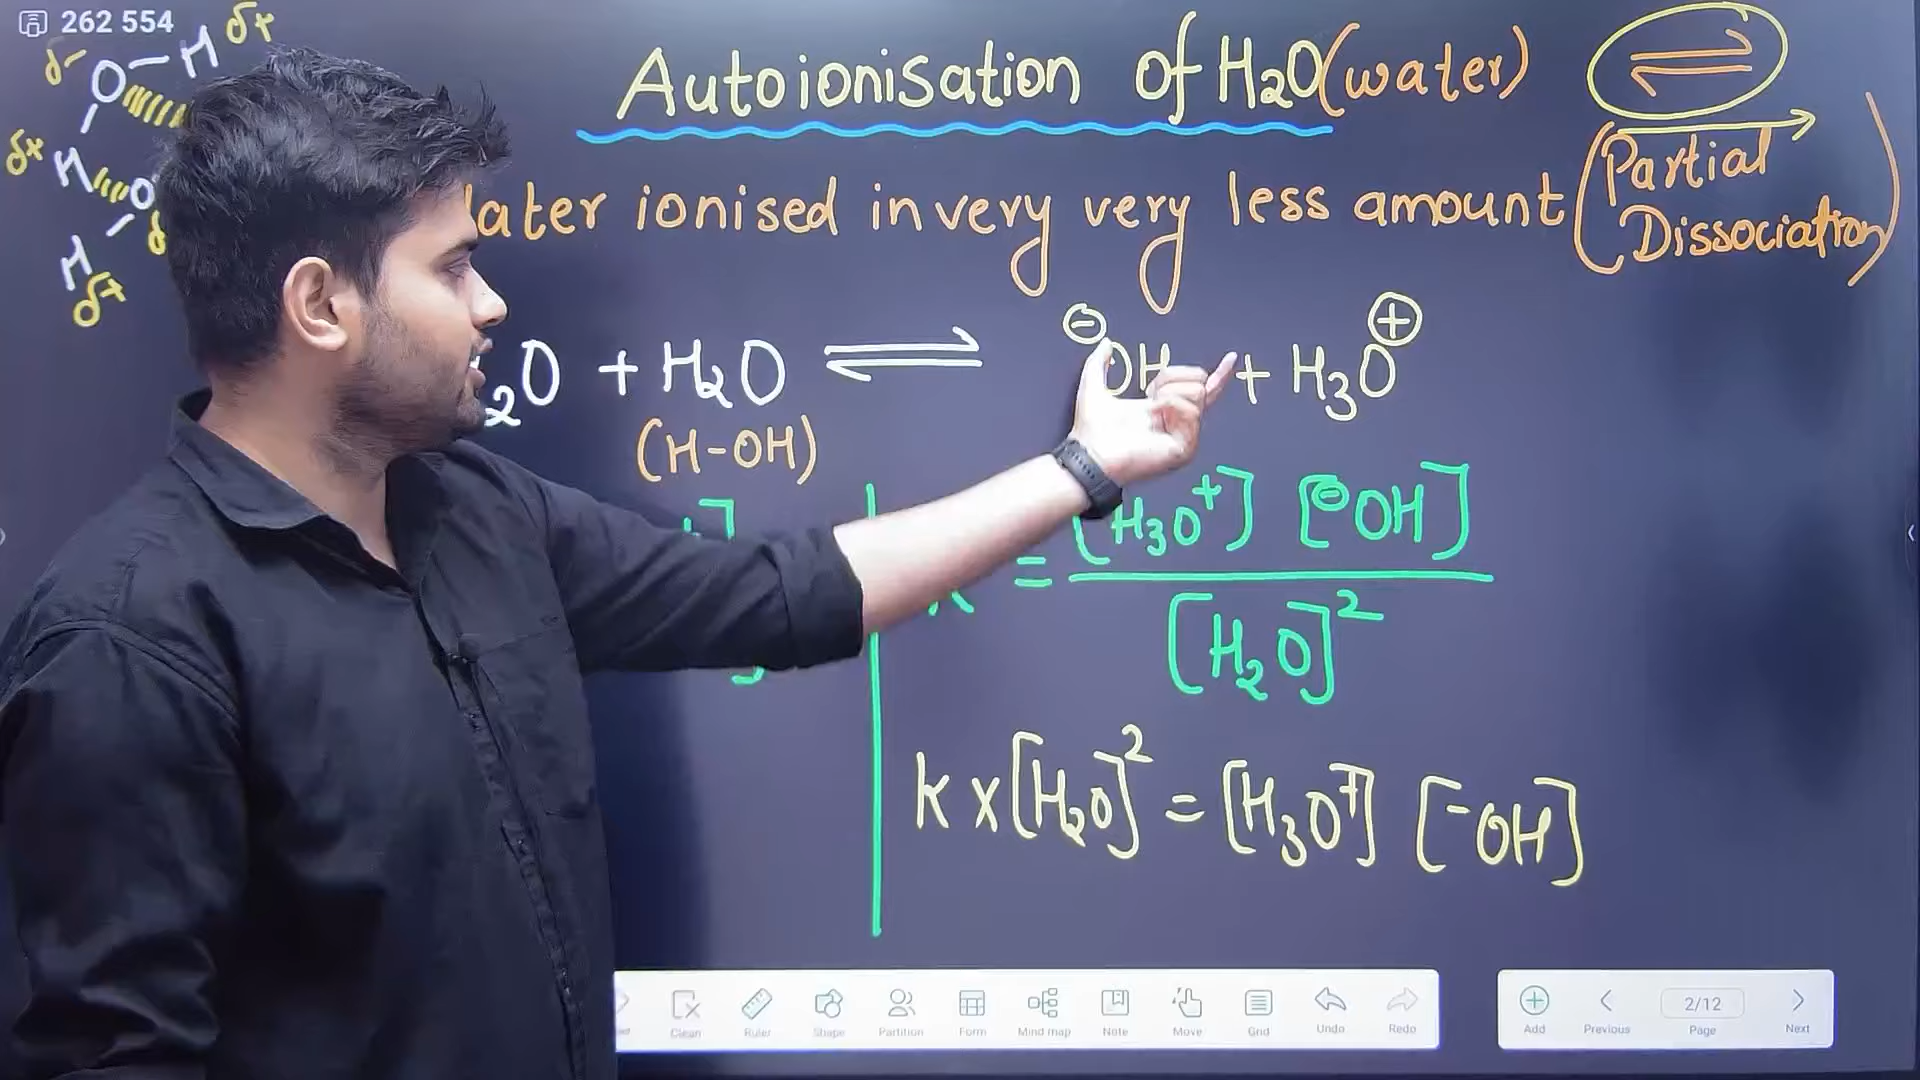 262 554
δ- O-H δ+
δ+ H O δ
H
δ+
Autoionisation of H2O (water) ⇌
ater ionised in very very less amount (Partial
Dissociation)
₂O + H₂O ⇌ ⊖OH + H₃O⊕
(H-OH)
= [H₃O⁺] [⊖OH]
[H₂O]²
K x [H₂O]² = [H₃O⁺] [⁻OH]
Clean Ruler Shape Partition Form Mind map Note Move Grid Undo Redo
Add Previous 2/12 Page Next